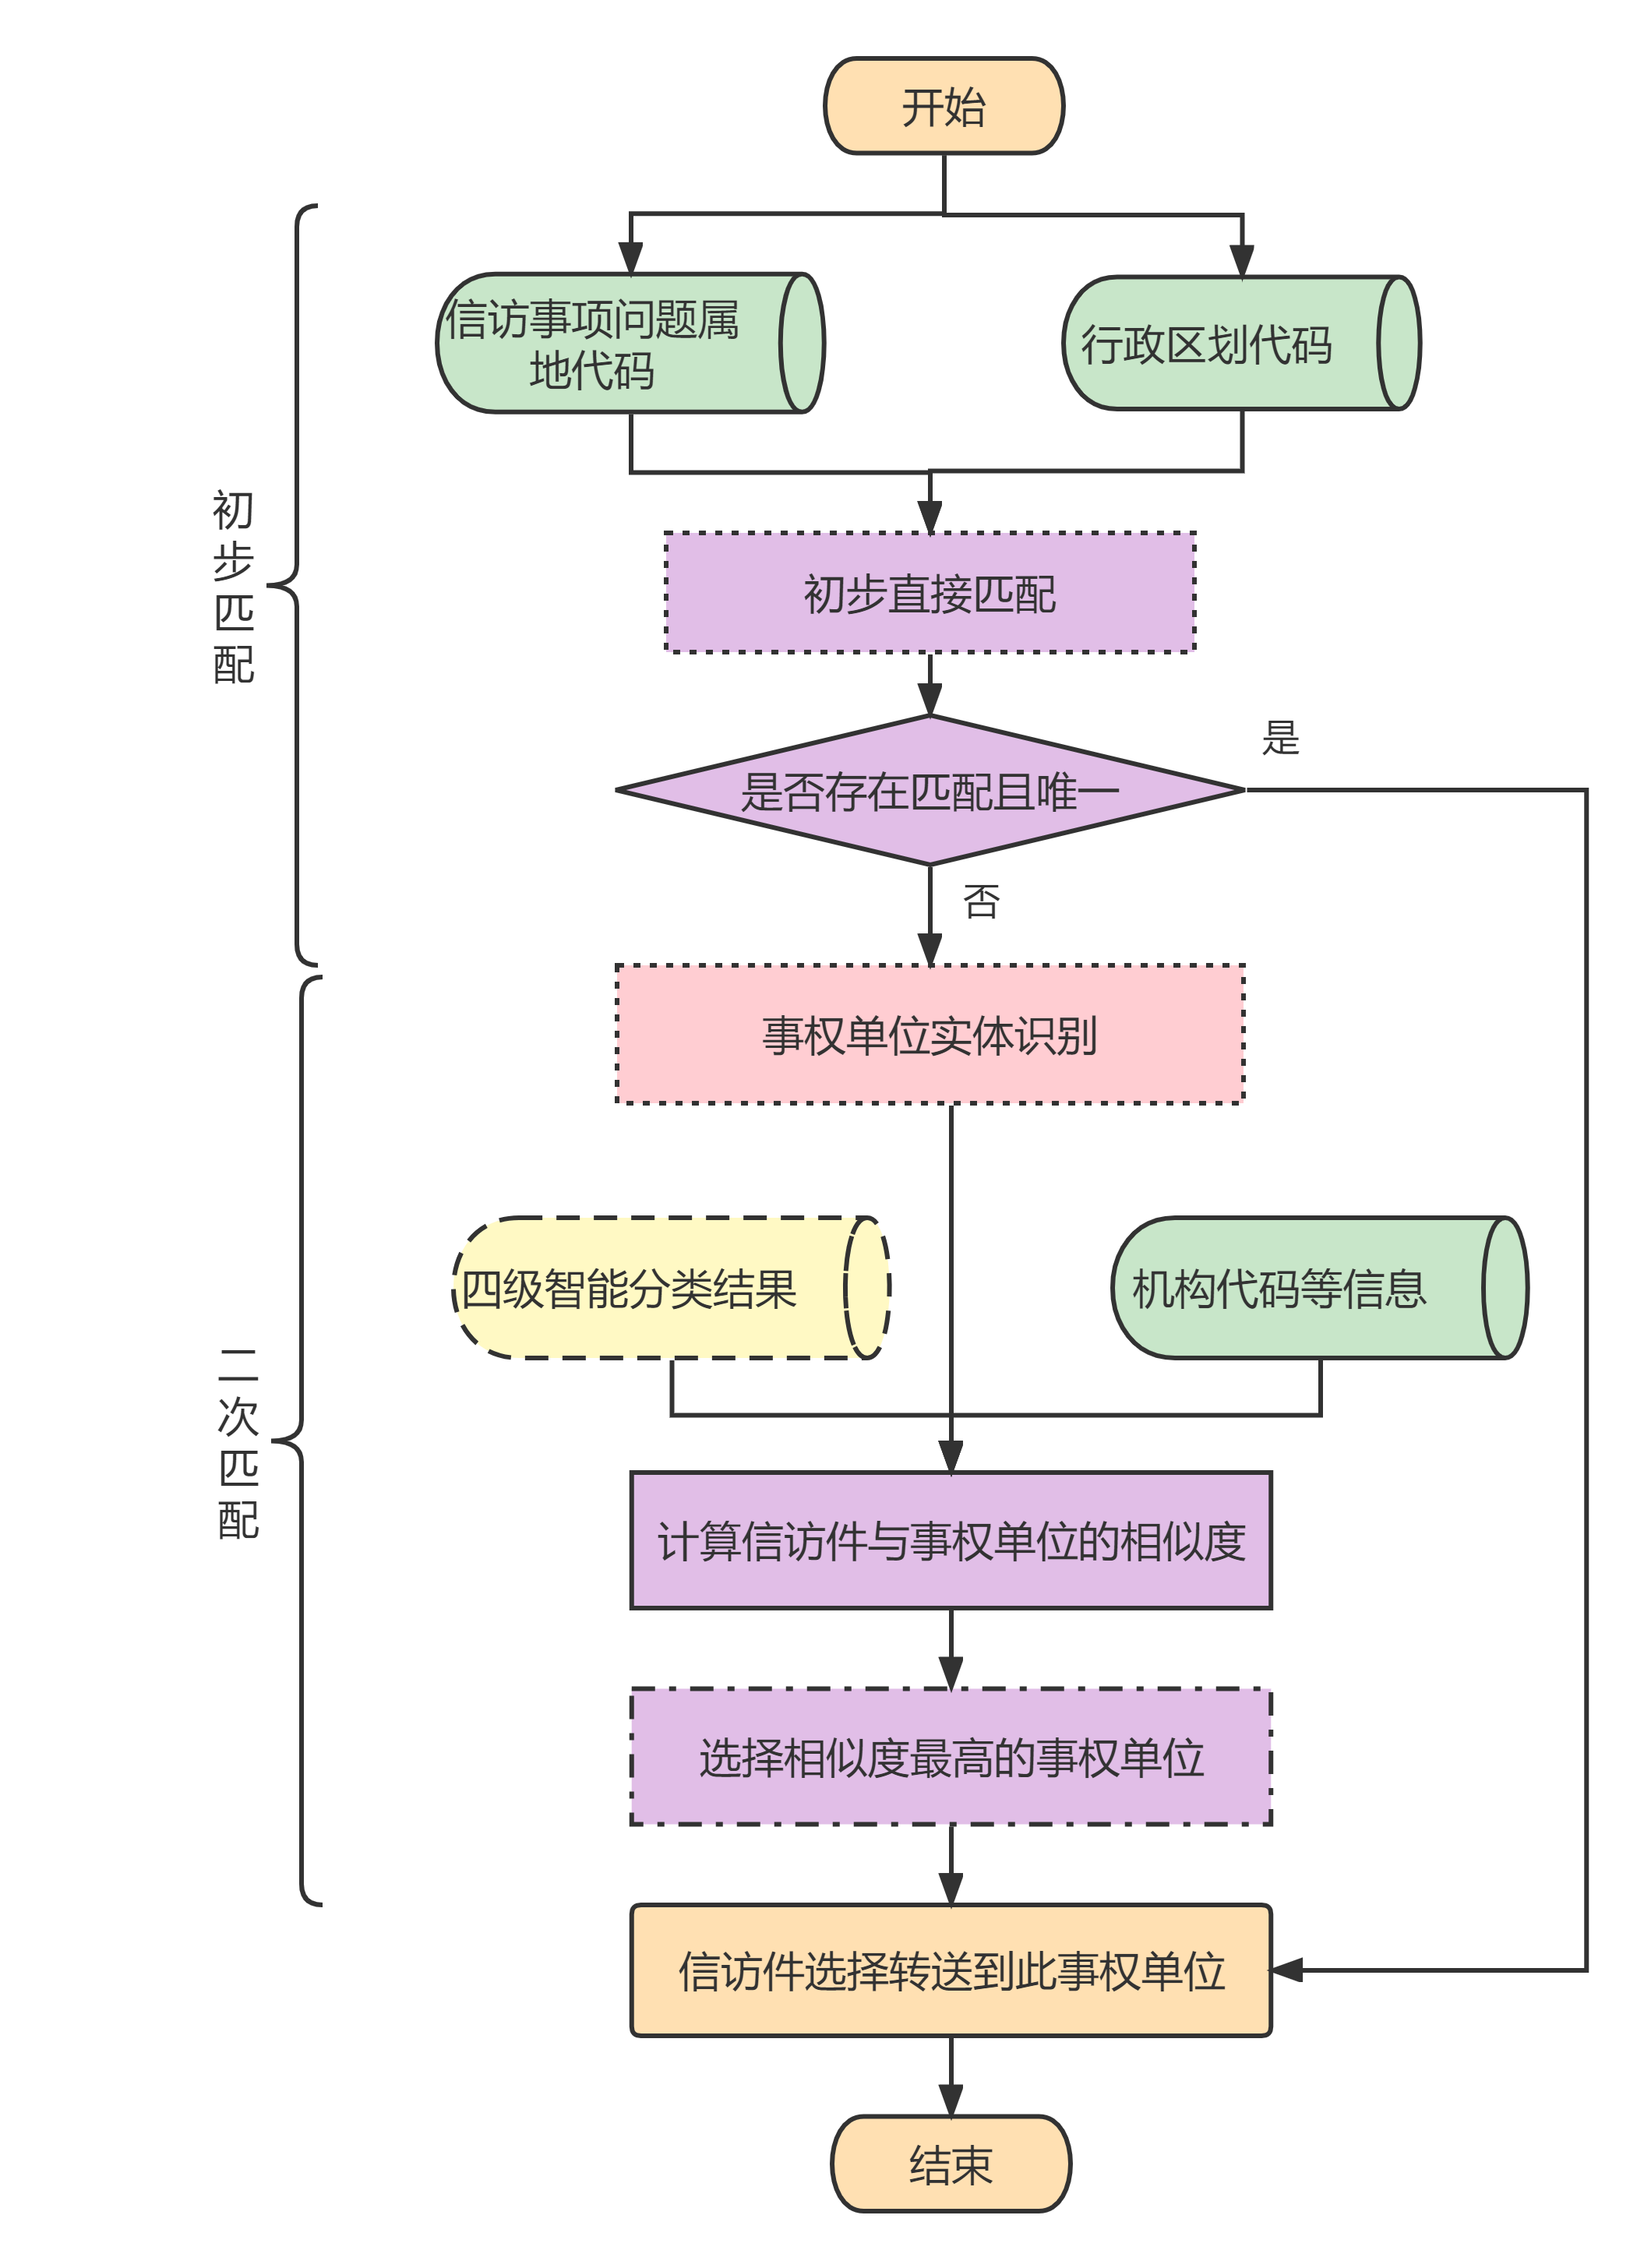 开始
信访事项问题属
地代码
行政区划代码
初
步
匹
配
初步直接匹配
是
是否存在匹配且唯一
否
事权单位实体识别
四级智能分类结果
机构代码等信息
二
次
匹
配
计算信访件与事权单位的相似度
选择相似度最高的事权单位
信访件选择转送到此事权单位
结束